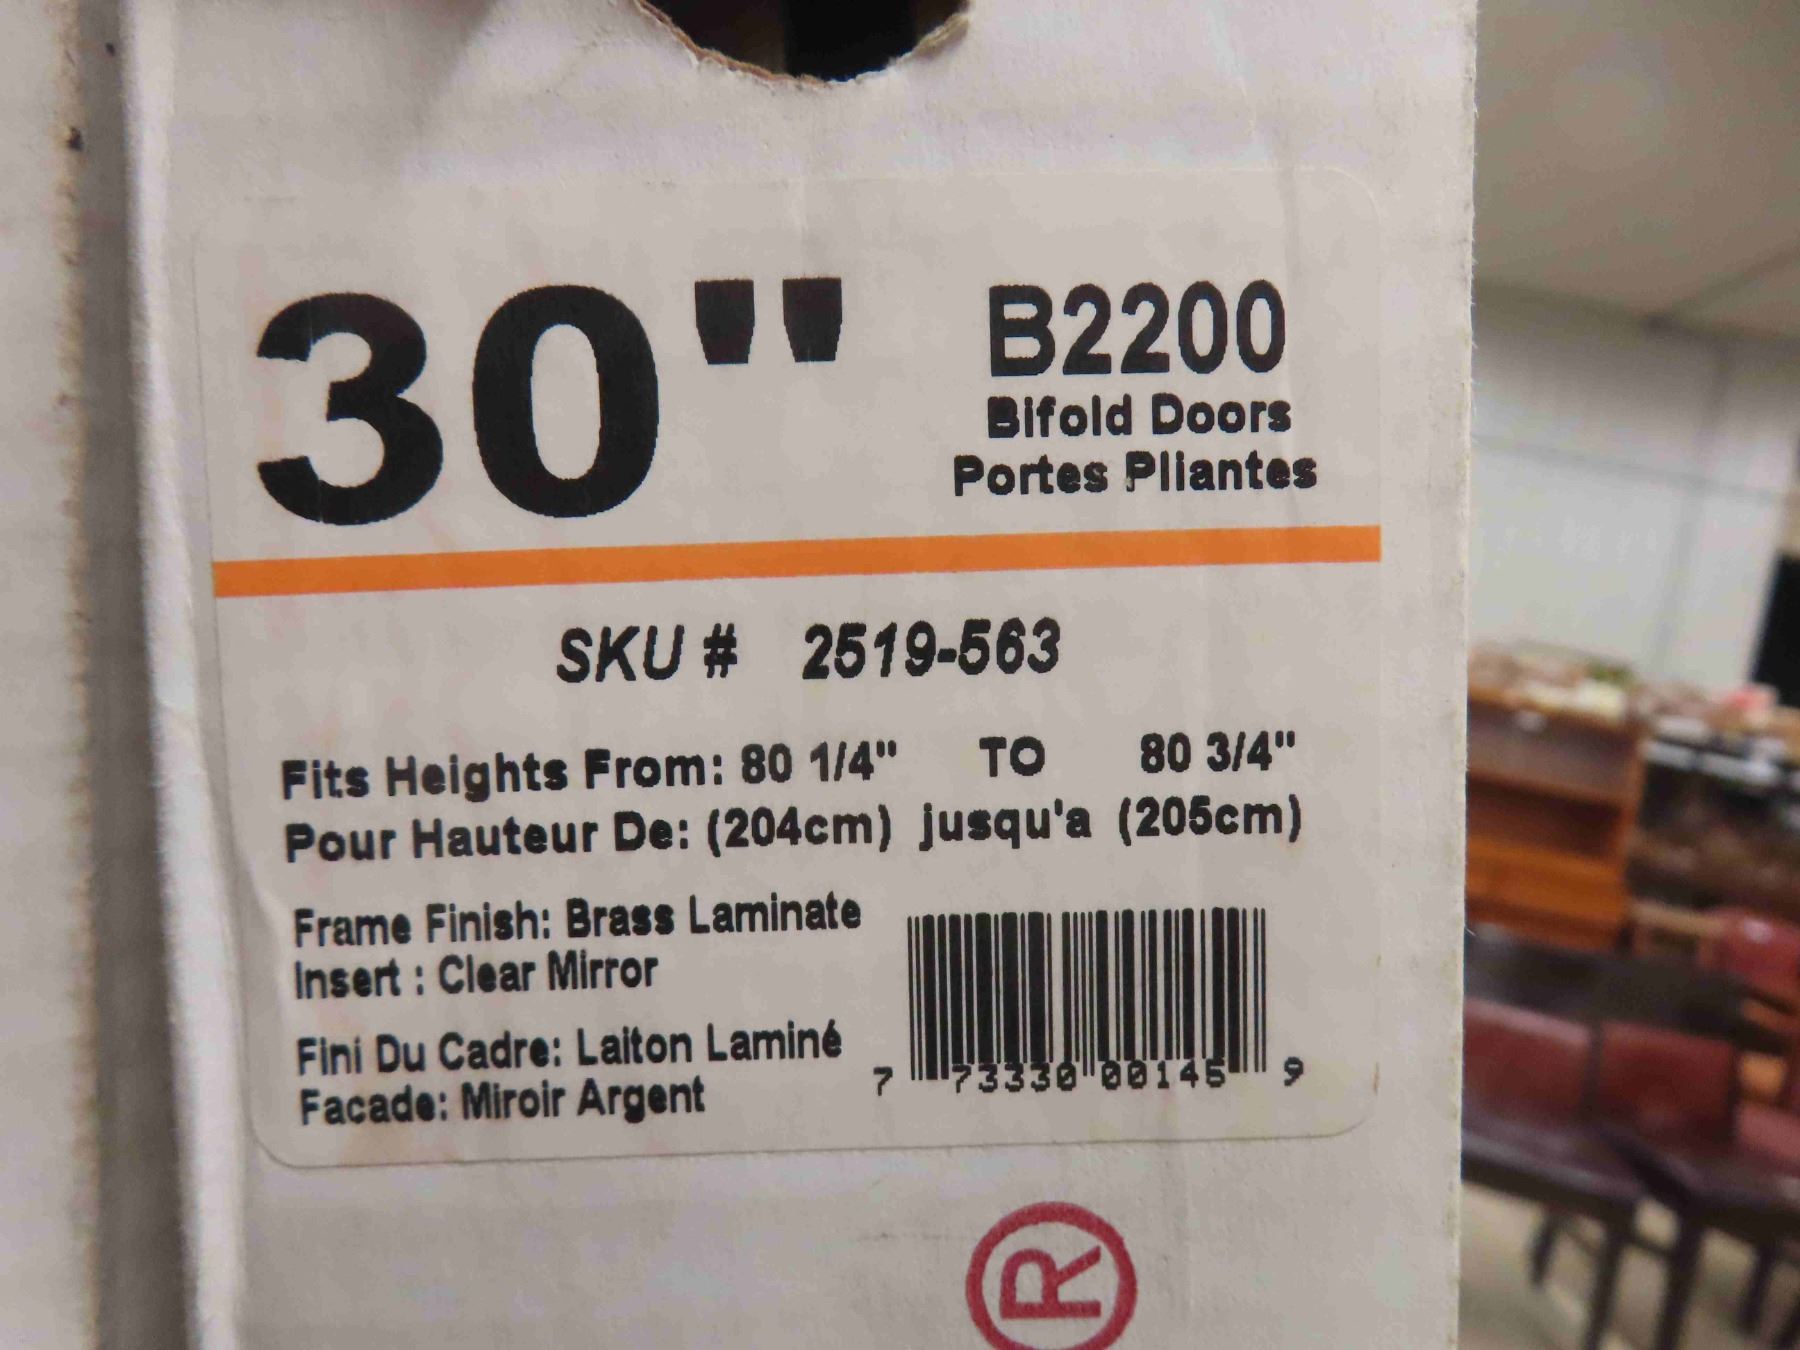 30" B2200
Bifold Doors
Portes Pliantes
SKU # 2519-563
Fits Heights From: 80 1/4" TO 80 3/4"
Pour Hauteur De: (204cm) jusqu'a (205cm)
Frame Finish: Brass Laminate
Insert : Clear Mirror
Fini Du Cadre: Laiton Laminé
Facade: Miroir Argent
7 73330 00145 9
®